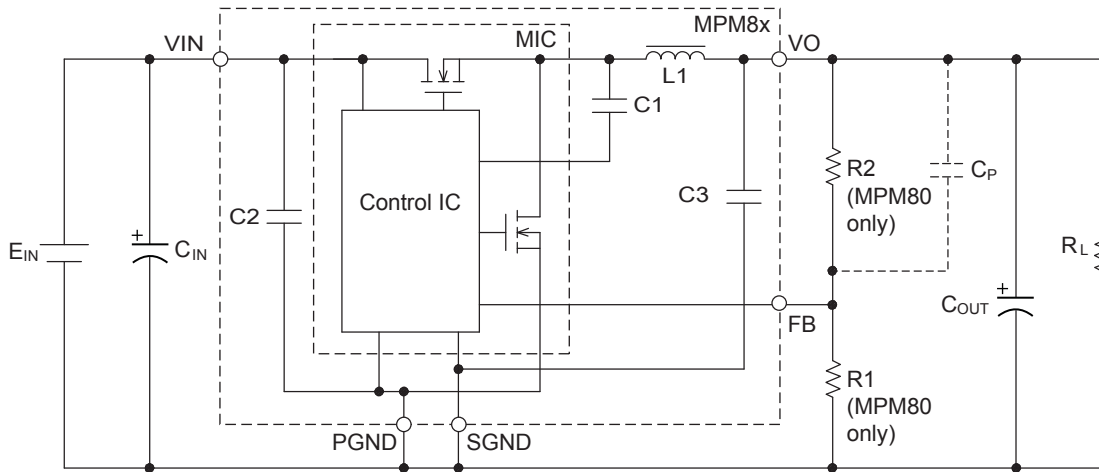 MPM8x
VIN
MIC
VO
L1
C1
R2
(MPM80
only)
CP
Control IC
C2
C3
EIN
+
CIN
RL
+
COUT
FB
R1
(MPM80
only)
PGND
SGND